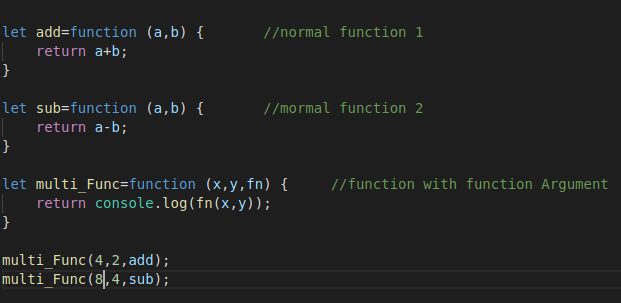 let add=function (a,b) {       //normal function 1
    return a+b;
}
let sub=function (a,b) {       //mormal function 2
    return a-b;
}
let multi_Func=function (x,y,fn) {     //function with function Argument
    return console.log(fn(x,y));
}
multi_Func(4,2,add);
multi_Func(8,4,sub);